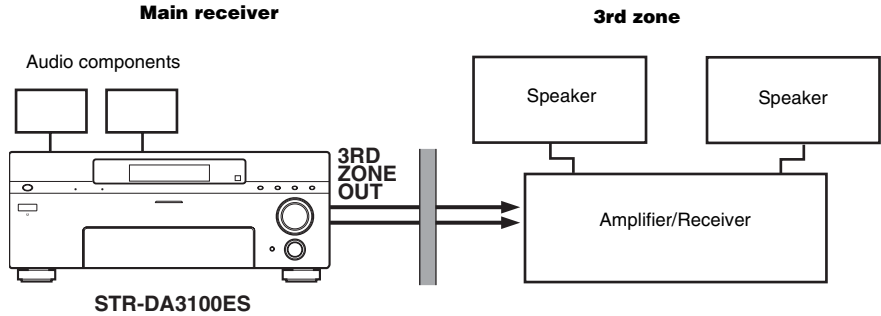 Main receiver
3rd zone
Audio components
Speaker
Speaker
3RD
ZONE
OUT
Amplifier/Receiver
STR-DA3100ES